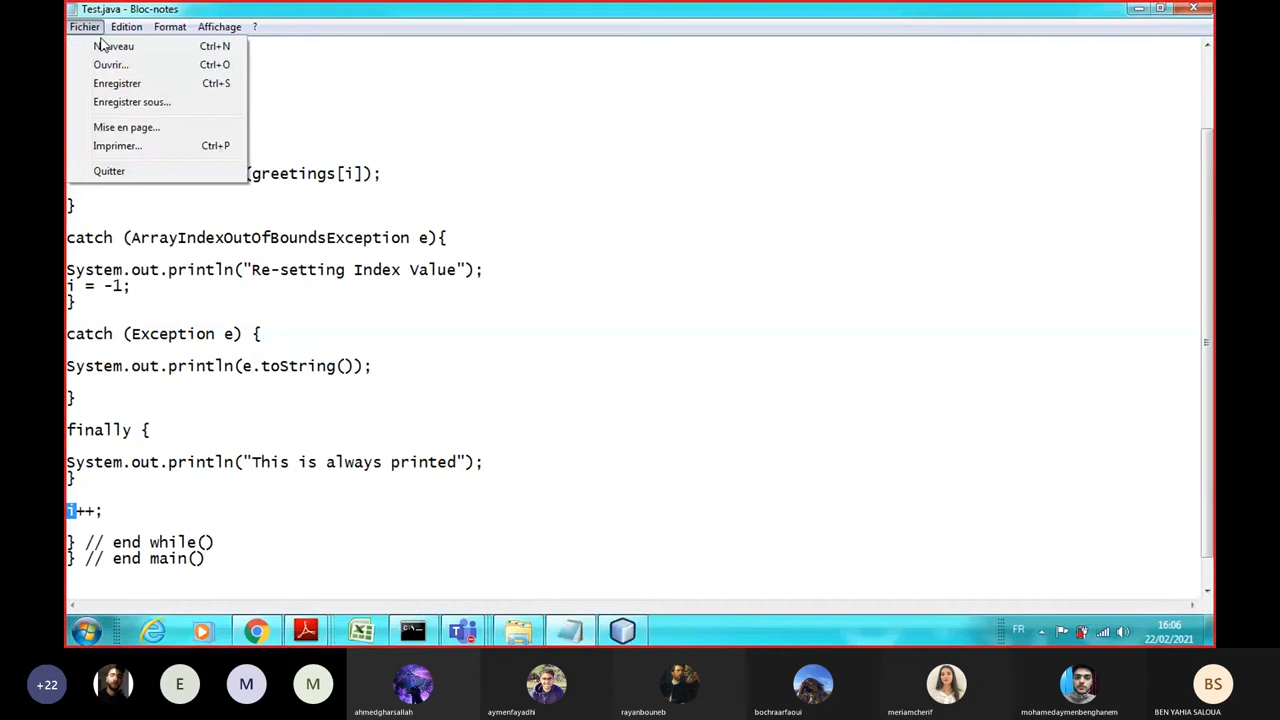 Test.java - Bloc-notes
Fichier Edition Format Affichage ?
Nouveau Ctrl+N
Ouvrir... Ctrl+O
Enregistrer Ctrl+S
Enregistrer sous...
Mise en page...
Imprimer... Ctrl+P
Quitter
(greetings[i]);
}
catch (ArrayIndexOutOfBoundsException e){
System.out.println("Re-setting Index Value");
i = -1;
}
catch (Exception e) {
System.out.println(e.toString());
}
finally {
System.out.println("This is always printed");
}
i++;
} // end while()
} // end main()
C:\.
FR
16:06
22/02/2021
+22 E M M BS
ahmedgharsallah aymenfayadhi rayanbouneb bochraarfaoui meriamcherif mohamedaymenbenghanem BEN YAHIA SALOUA